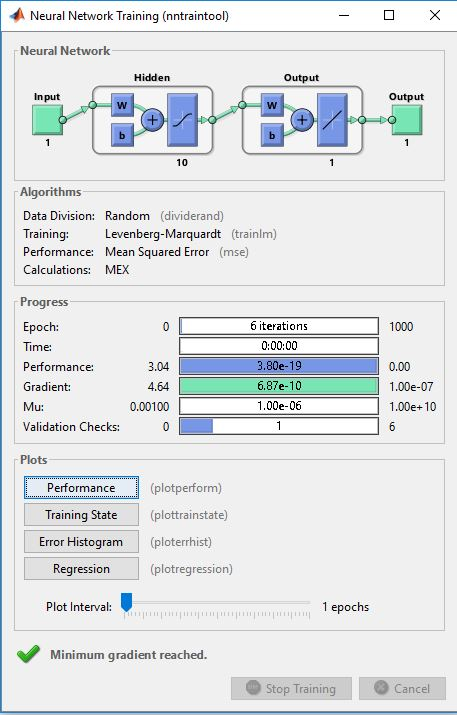 Neural Network Training (nntraintool)
Neural Network
Hidden Output
Input Output
W W
b b
1 1
10 1
Algorithms
Data Division: Random (dividerand)
Training: Levenberg-Marquardt (trainlm)
Performance: Mean Squared Error (mse)
Calculations: MEX
Progress
Epoch: 0 6 iterations 1000
Time: 0:00:00
Performance: 3.04 3.80e-19 0.00
Gradient: 4.64 6.87e-10 1.00e-07
Mu: 0.00100 1.00e-06 1.00e+10
Validation Checks: 0 1 6
Plots
Performance (plotperform)
Training State (plottrainstate)
Error Histogram (ploterrhist)
Regression (plotregression)
Plot Interval: 1 epochs
Minimum gradient reached.
Stop Training Cancel